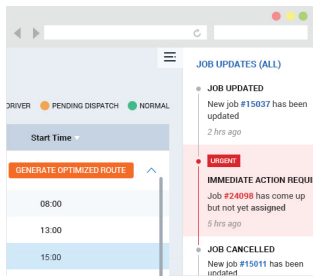 JOB UPDATES (ALL)
JOB UPDATED
New job #15037 has been
updated
2 hrs ago
DRIVER PENDING DISPATCH NORMAL
Start Time
URGENT
GENERATE OPTIMIZED ROUTE
IMMEDIATE ACTION REQUI
Job #24098 has come up
but not yet assigned
5 hrs ago
08:00
13:00
15:00
JOB CANCELLED
New job #15011 has been
updated